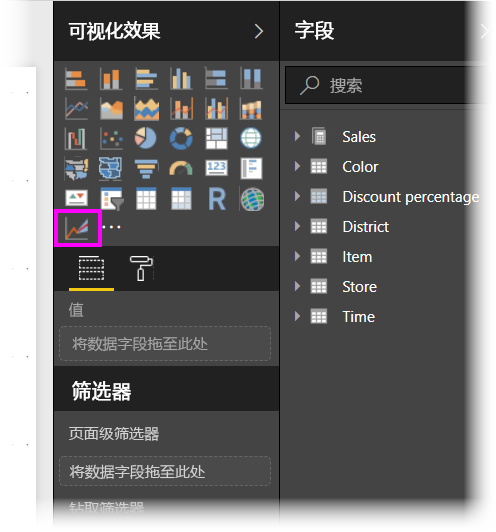 可视化效果
字段
搜索
123
R
Sales
Color
Discount percentage
District
Item
Store
Time
值
将数据字段拖至此处
筛选器
页面级筛选器
将数据字段拖至此处
钻取筛选器